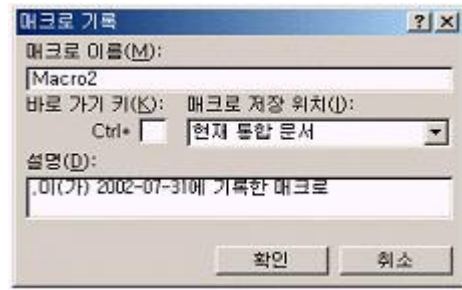 매크로 기록
매크로 이름(M):
Macro2
바로 가기 키(K): 매크로 저장 위치(I):
Ctrl+ 현재 통합 문서
설명(D):
,이(가) 2002-07-31에 기록한 매크로
확인 취소